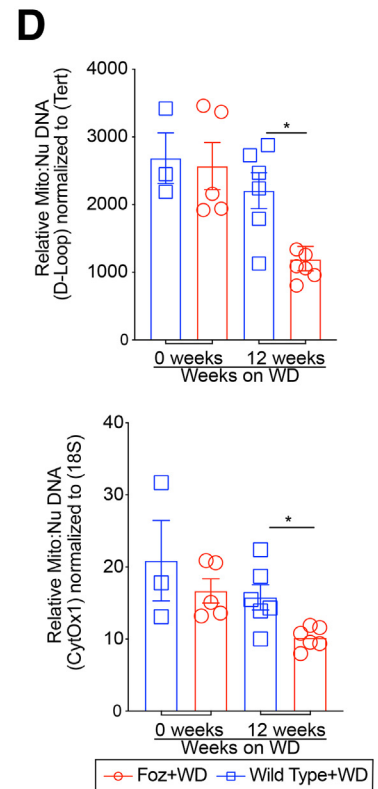 D
Relative Mito:Nu DNA
(D-Loop) normalized to (Tert)
4000
3000
2000
1000
0
*
0 weeks
12 weeks
Weeks on WD
Relative Mito:Nu DNA
(CytOx1) normalized to (18S)
40
30
20
10
0
*
0 weeks
12 weeks
Weeks on WD
Foz+WD
Wild Type+WD